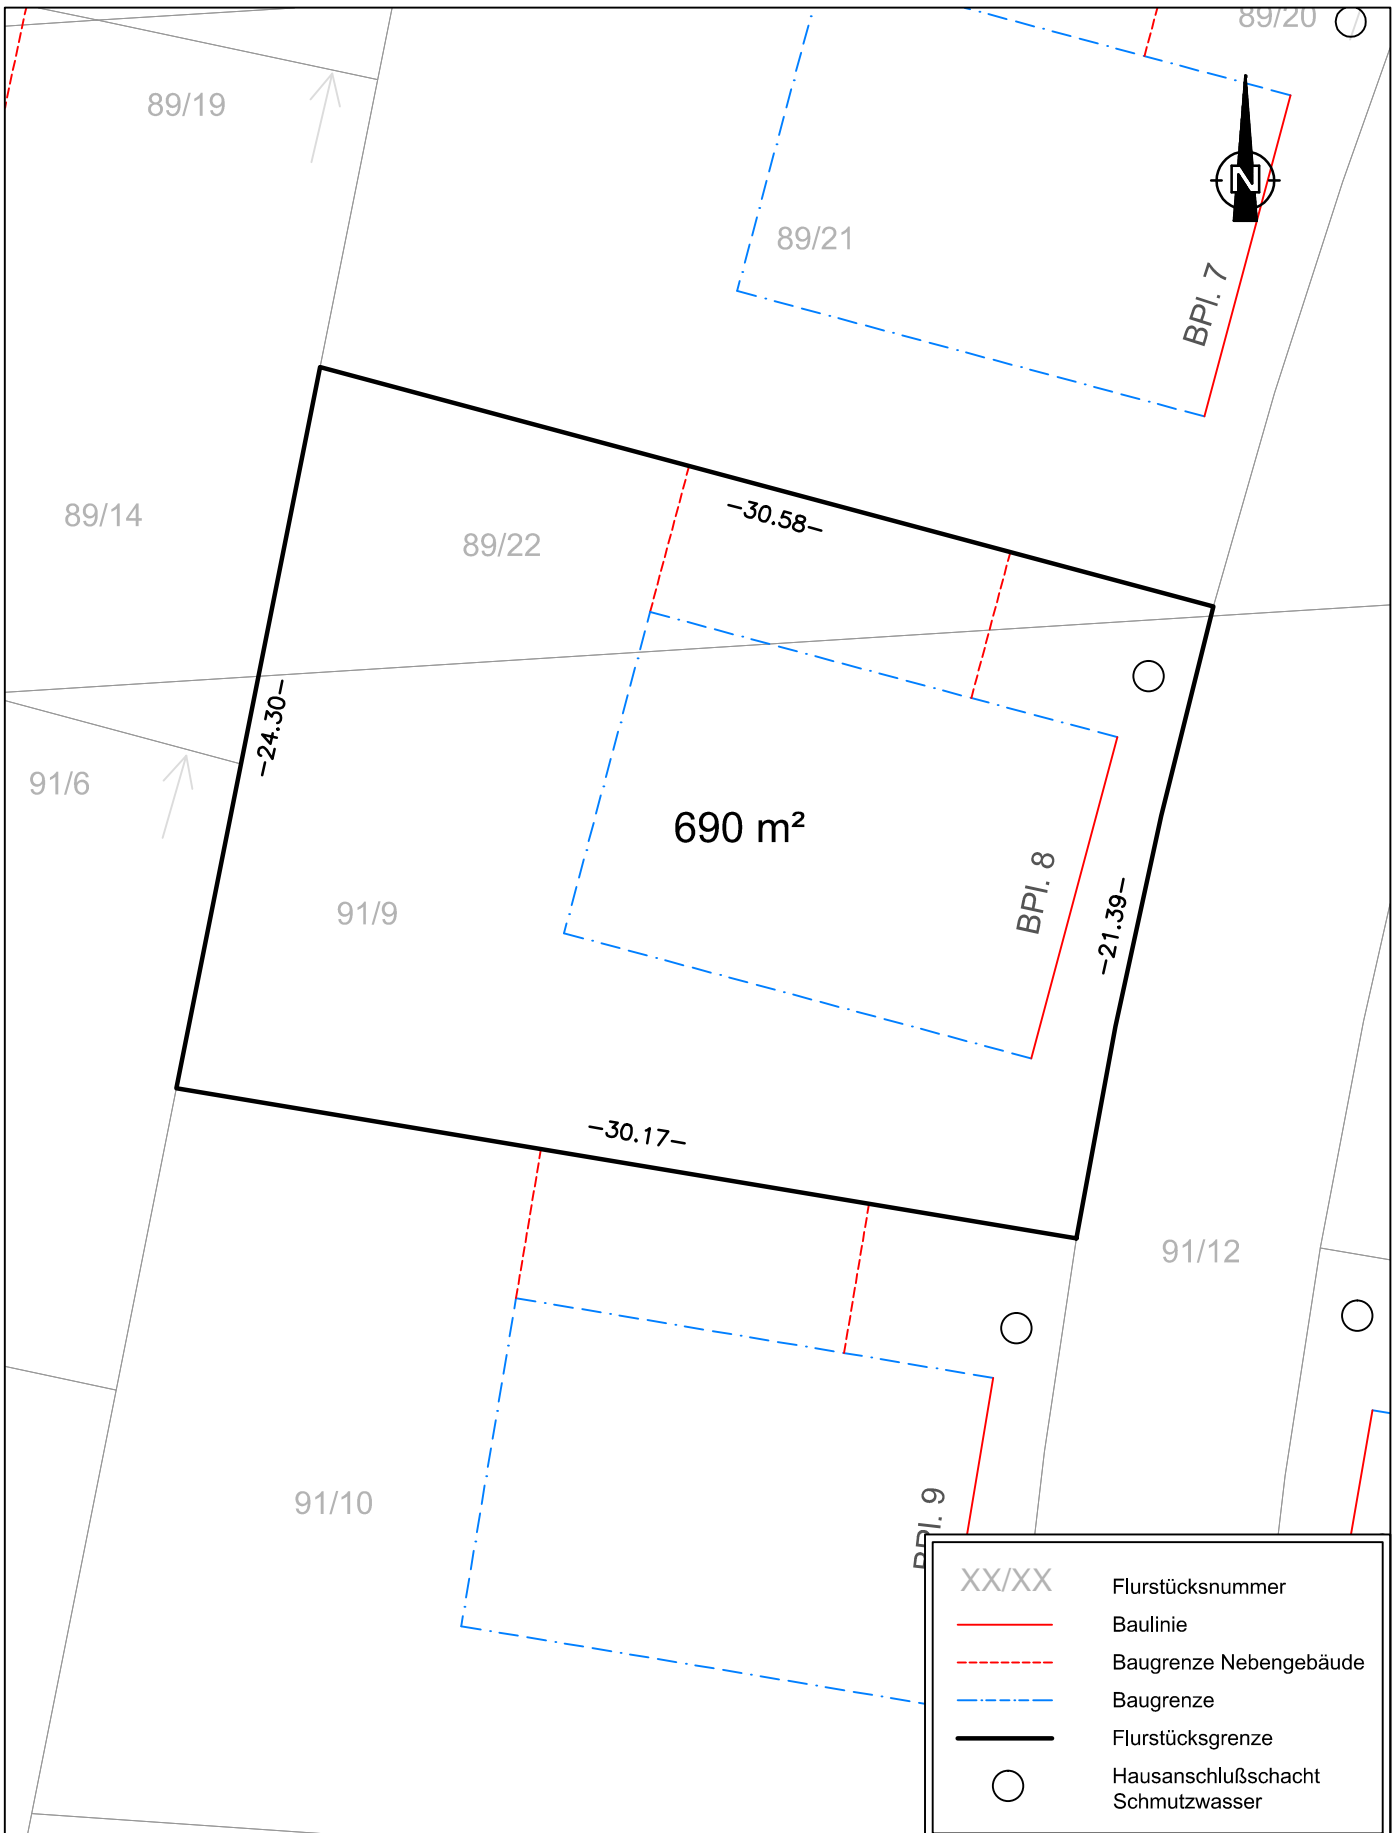 89/20
89/19
N
89/21
BPl. 7
89/14
-30.58-
89/22
-24.30-
91/6
690 m²
BPl. 8
91/9
-21.39-
-30.17-
91/12
91/10
BPl. 9
XX/XX Flurstücksnummer
Baulinie
Baugrenze Nebengebäude
Baugrenze
Flurstücksgrenze
Hausanschlußschacht
Schmutzwasser